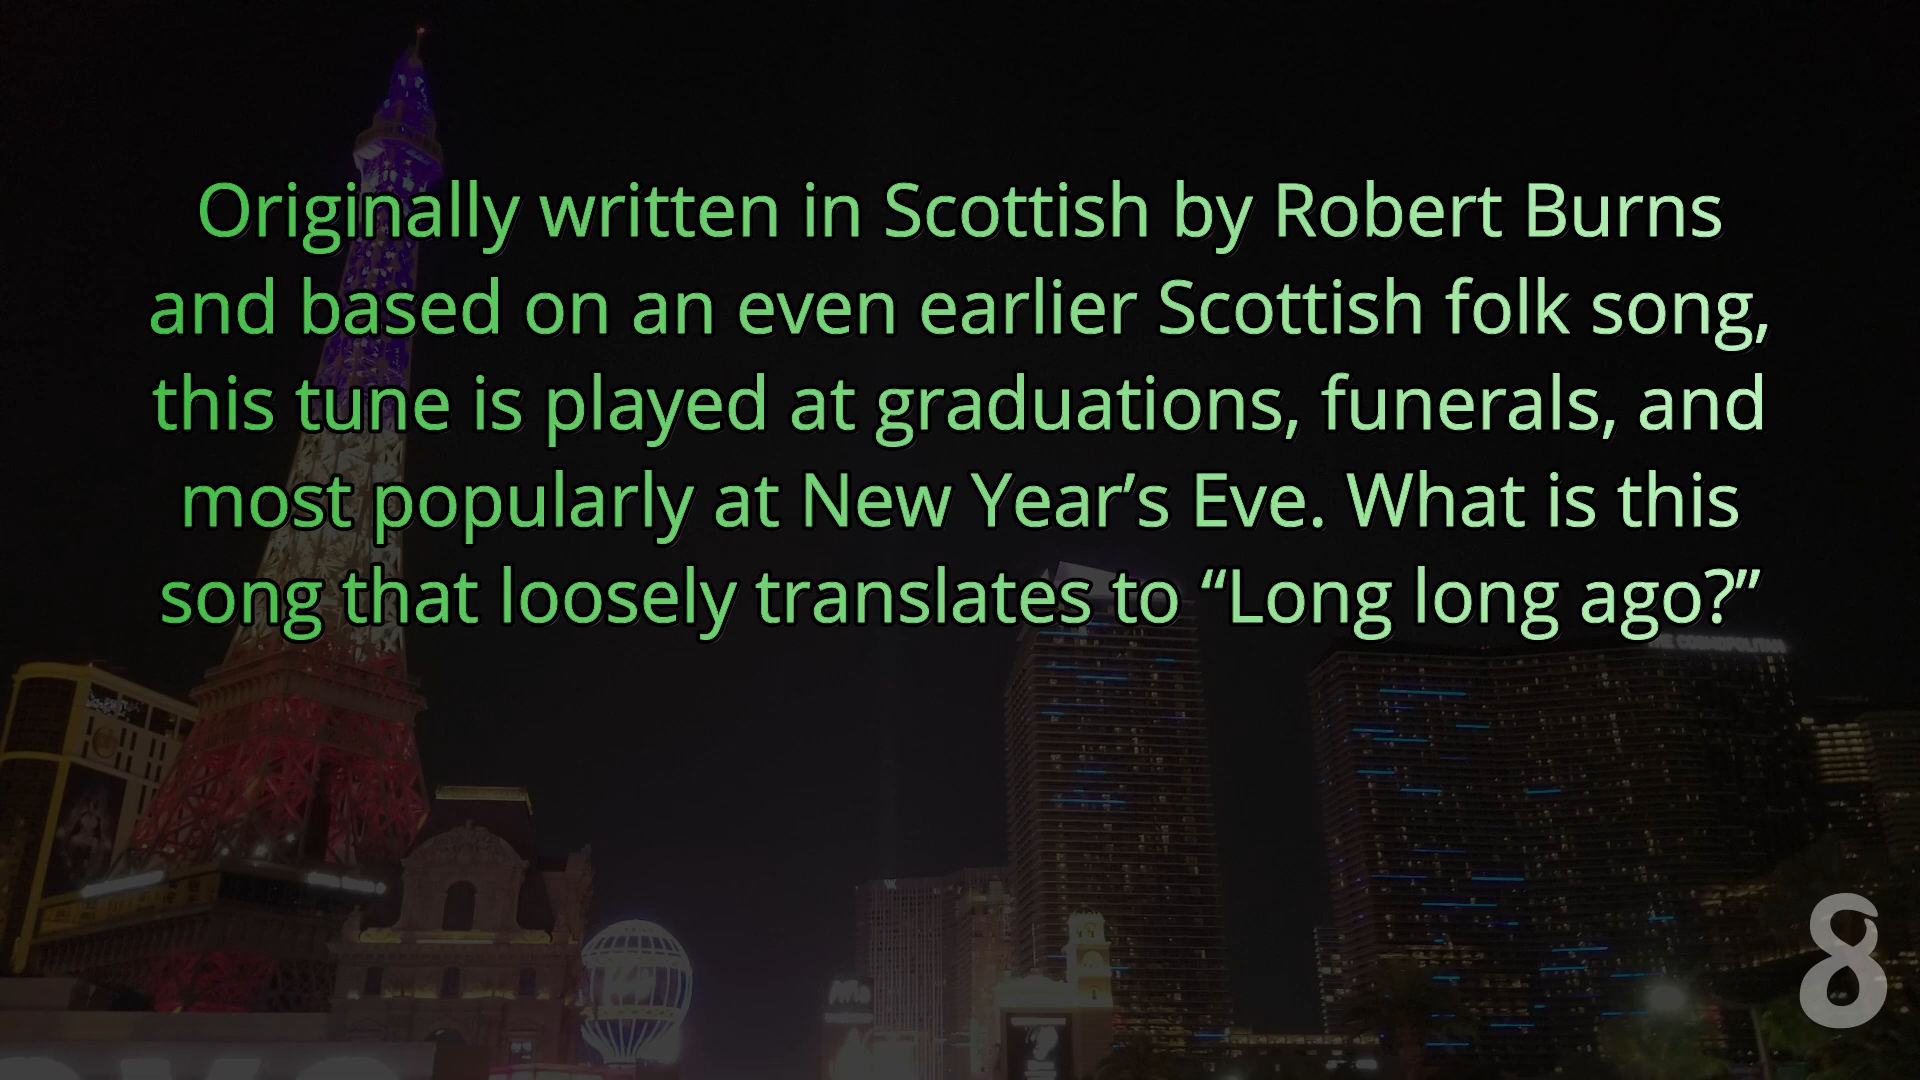 Originally written in Scottish by Robert Burns
and based on an even earlier Scottish folk song,
this tune is played at graduations, funerals, and
most popularly at New Year’s Eve. What is this
song that loosely translates to “Long long ago?”
THE COSMOPOLITAN
8